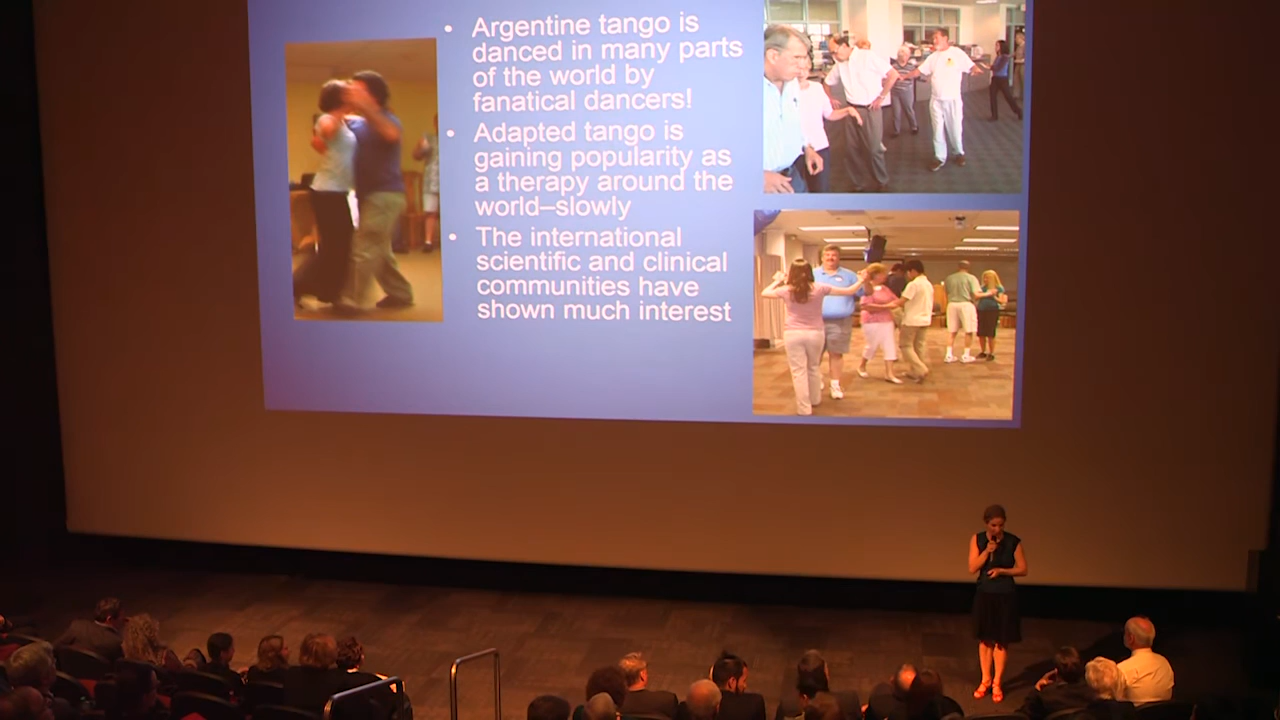 • Argentine tango is
danced in many parts
of the world by
fanatical dancers!
• Adapted tango is
gaining popularity as
a therapy around the
world–slowly
• The international
scientific and clinical
communities have
shown much interest